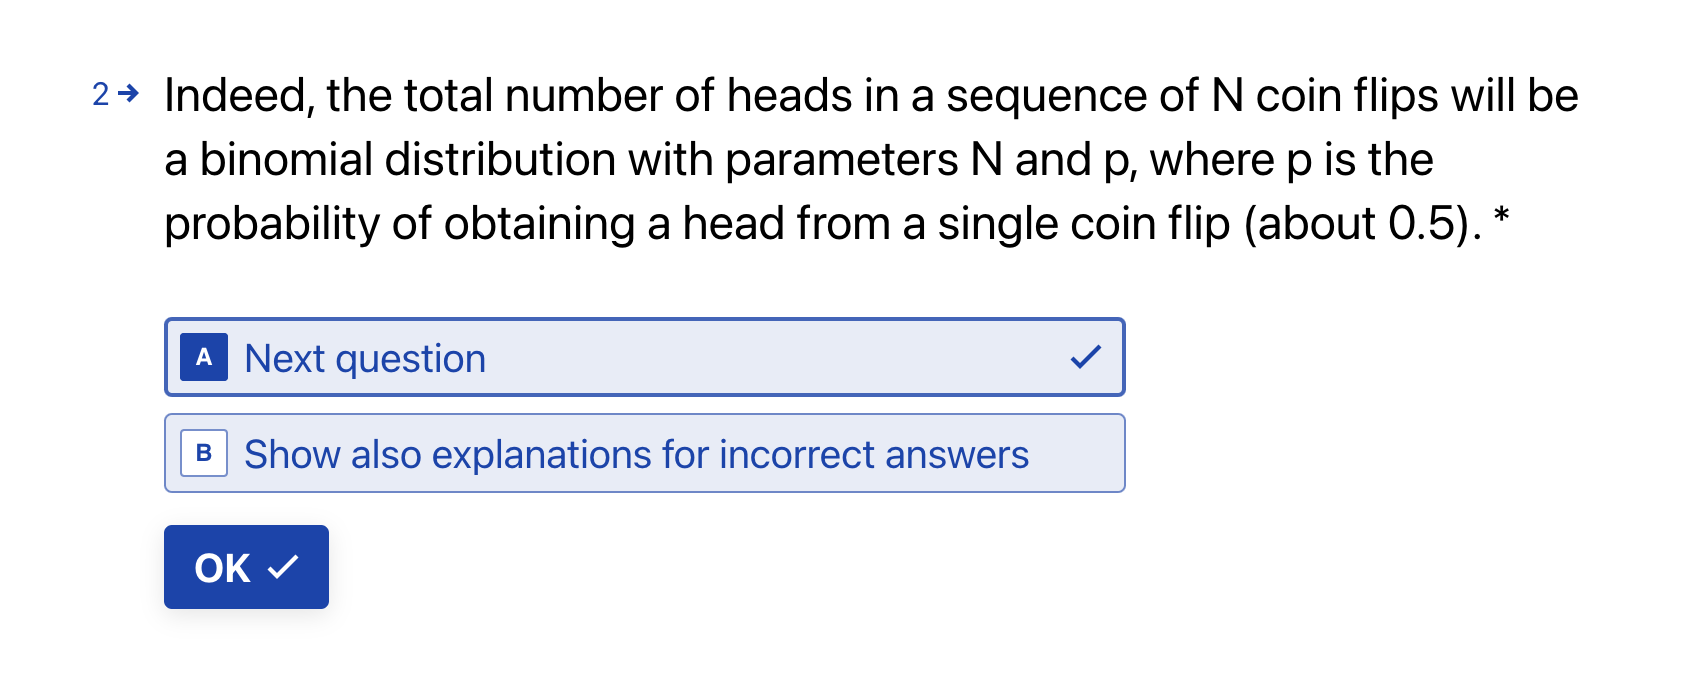 2→ Indeed, the total number of heads in a sequence of N coin flips will be
a binomial distribution with parameters N and p, where p is the
probability of obtaining a head from a single coin flip (about 0.5). *
A Next question
B Show also explanations for incorrect answers
OK